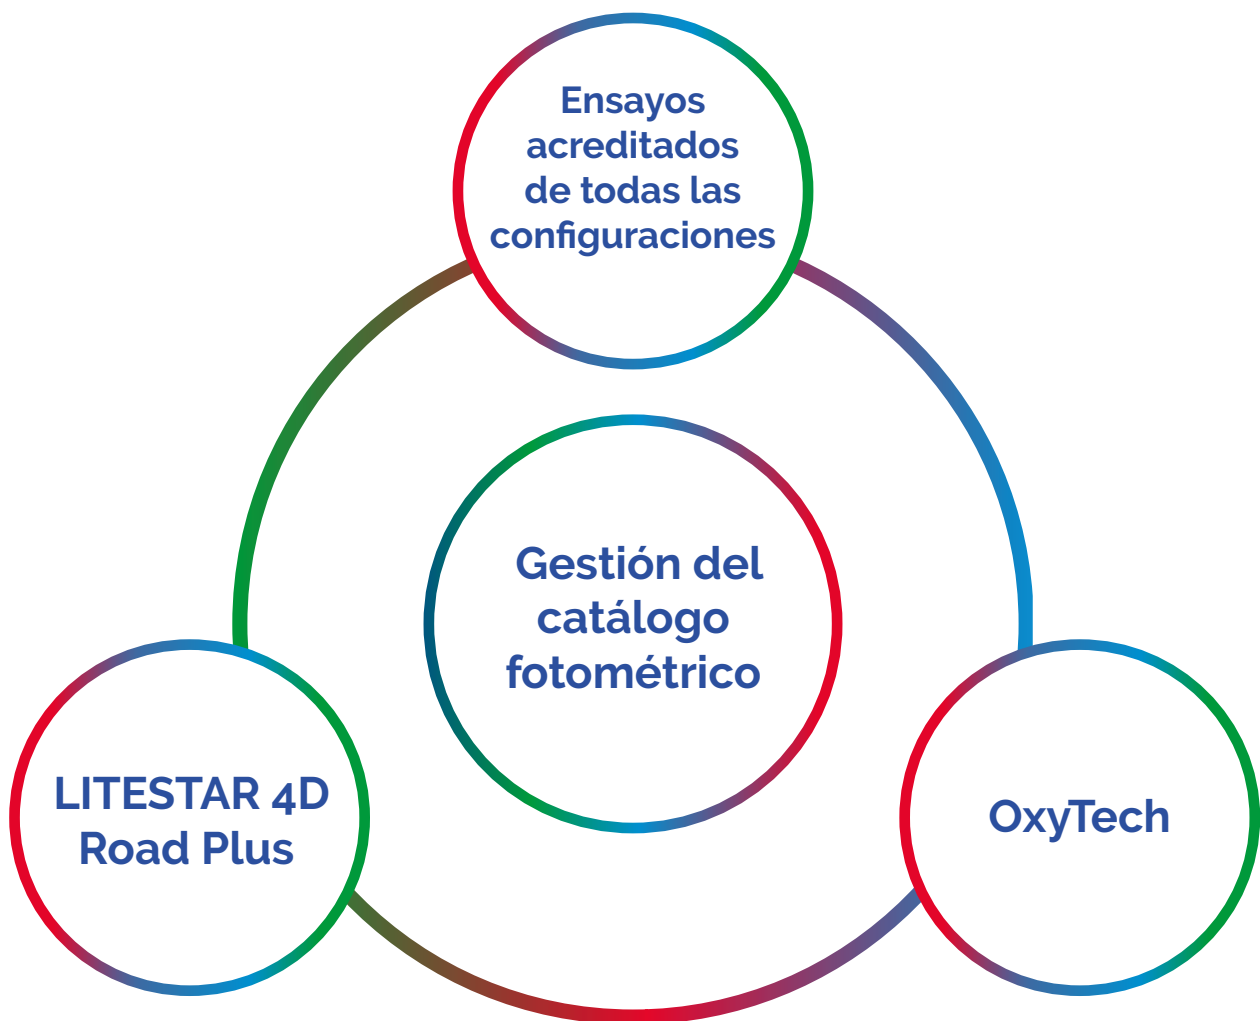 Ensayos
acreditados
de todas las
configuraciones
Gestión del
catálogo
fotométrico
LITESTAR 4D
Road Plus
OxyTech